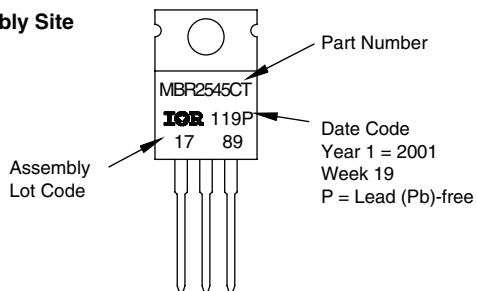 bly Site
Part Number
MBR2545CT
IOR 119P
17 89
Assembly
Lot Code
Date Code
Year 1 = 2001
Week 19
P = Lead (Pb)-free